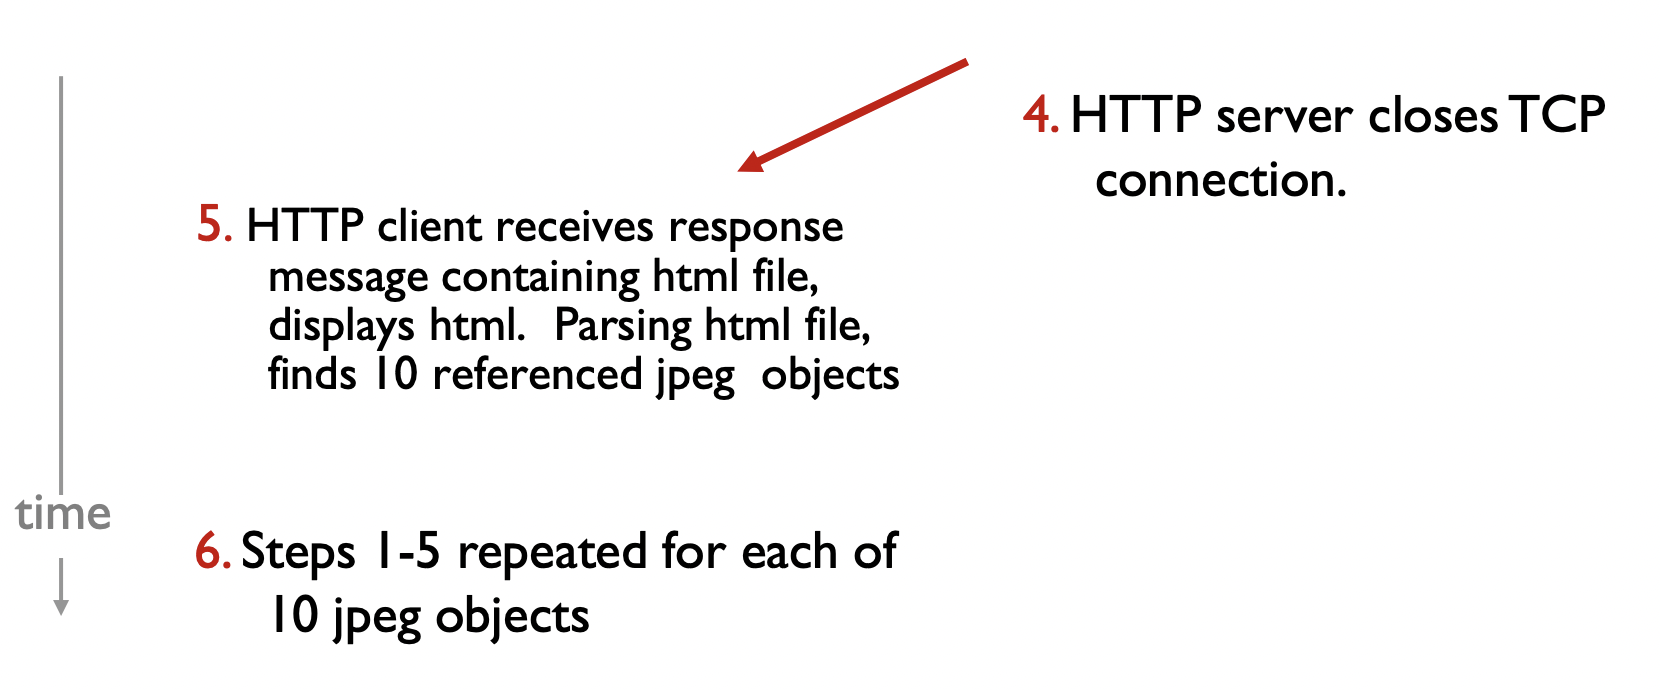 4. HTTP server closes TCP
connection.
5. HTTP client receives response
message containing html file,
displays html. Parsing html file,
finds 10 referenced jpeg objects
time
6. Steps 1-5 repeated for each of
10 jpeg objects